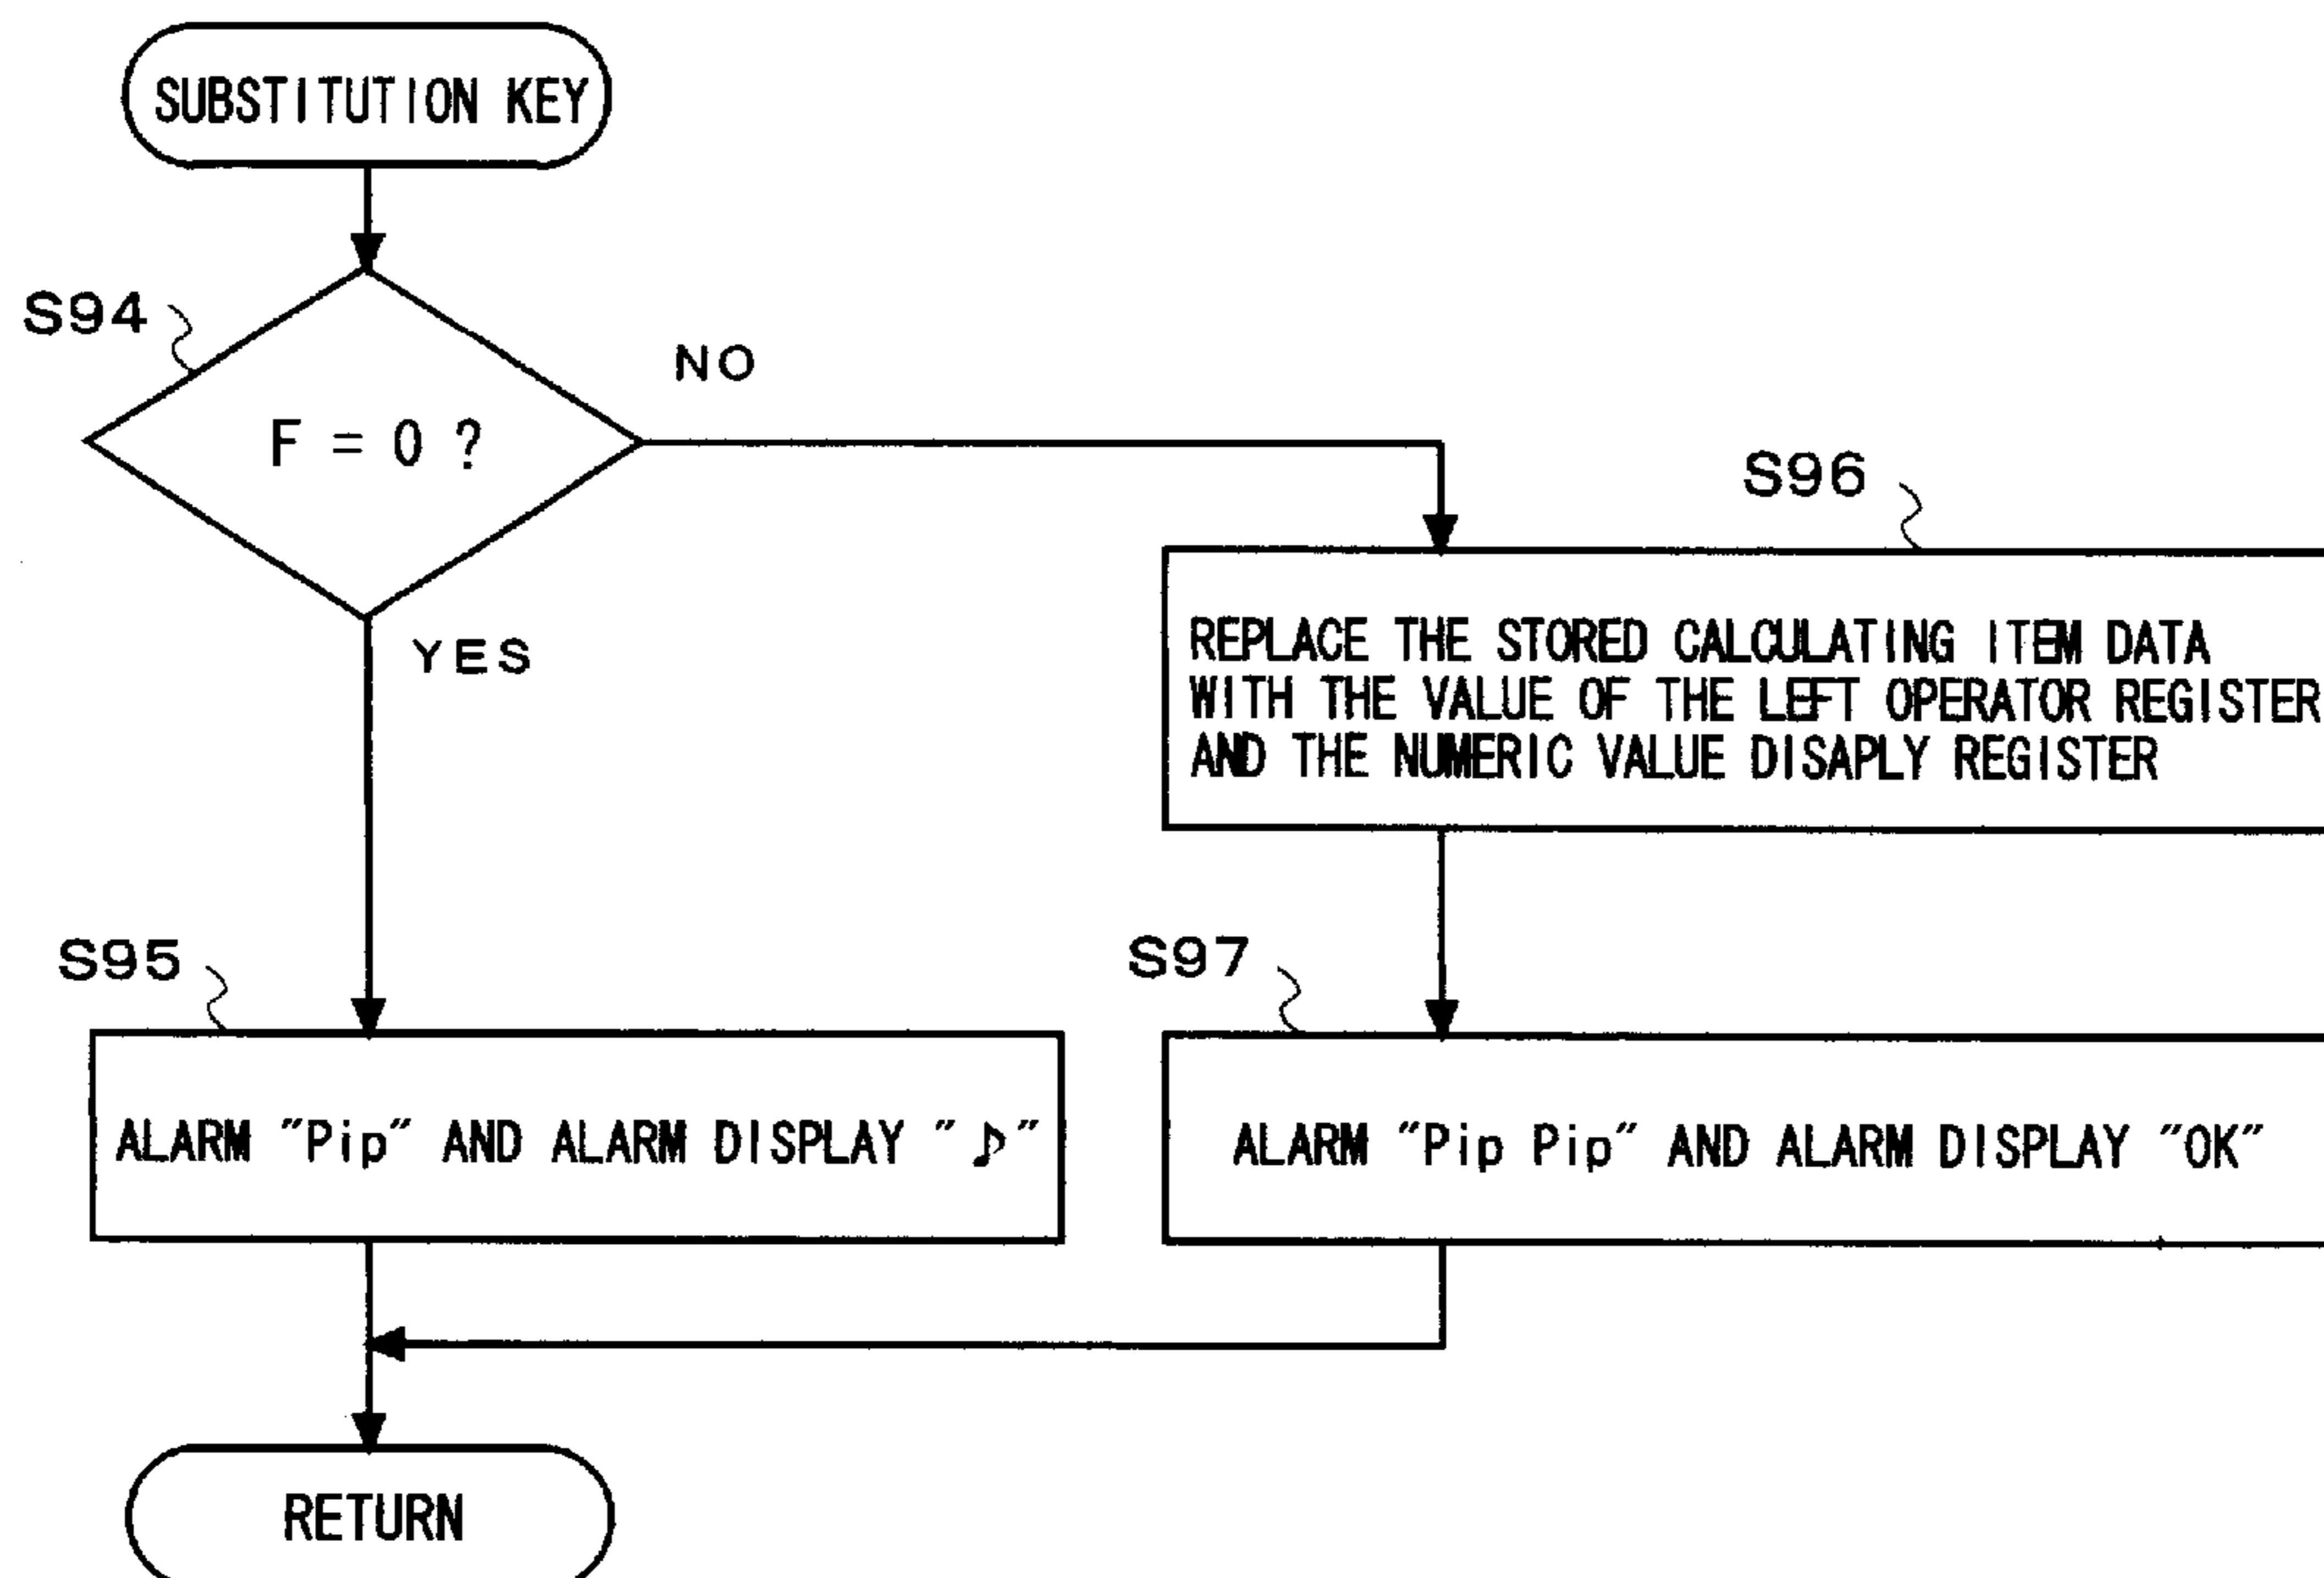 SUBSTITUTION KEY
S94
F = 0 ?
NO
YES
S96
REPLACE THE STORED CALCULATING ITEM DATA
WITH THE VALUE OF THE LEFT OPERATOR REGISTER
AND THE NUMERIC VALUE DISAPLY REGISTER
S95
ALARM "Pip" AND ALARM DISPLAY "♪"
S97
ALARM "Pip Pip" AND ALARM DISPLAY "OK"
RETURN